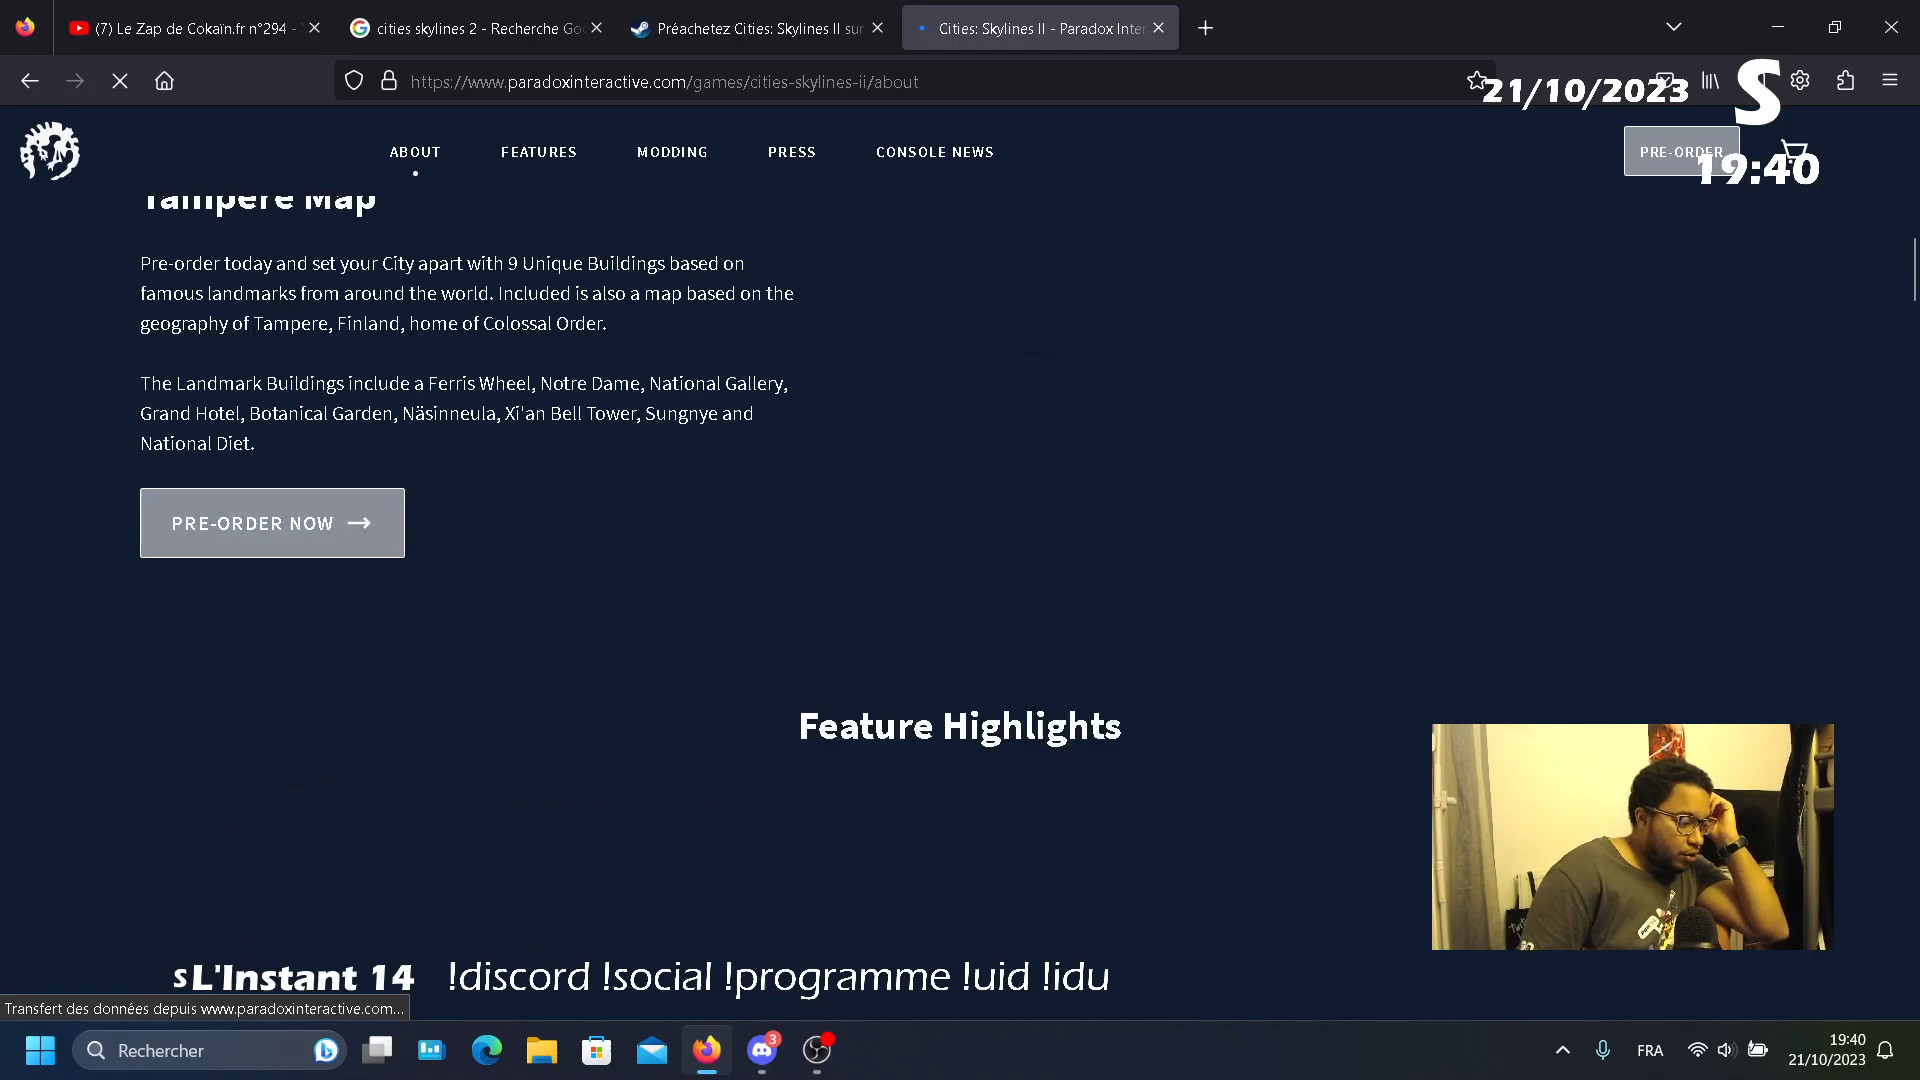 (7) Le Zap de Cokaïn.fr n°294 -
cities skylines 2 - Recherche Goo
Préachetez Cities: Skylines II sur
Cities: Skylines II - Paradox Inter
https://www.paradoxinteractive.com/games/cities-skylines-ii/about
21/10/2023
S
ABOUT
FEATURES
MODDING
PRESS
CONSOLE NEWS
PRE-ORDER
19:40
Tampere Map
Pre-order today and set your City apart with 9 Unique Buildings based on
famous landmarks from around the world. Included is also a map based on the
geography of Tampere, Finland, home of Colossal Order.
The Landmark Buildings include a Ferris Wheel, Notre Dame, National Gallery,
Grand Hotel, Botanical Garden, Näsinneula, Xi'an Bell Tower, Sungnye and
National Diet.
PRE-ORDER NOW
Feature Highlights
s L'Instant 14 !discord !social !programme !uid !idu
Transfert des données depuis www.paradoxinteractive.com…
Rechercher
3
FRA
19:40
21/10/2023